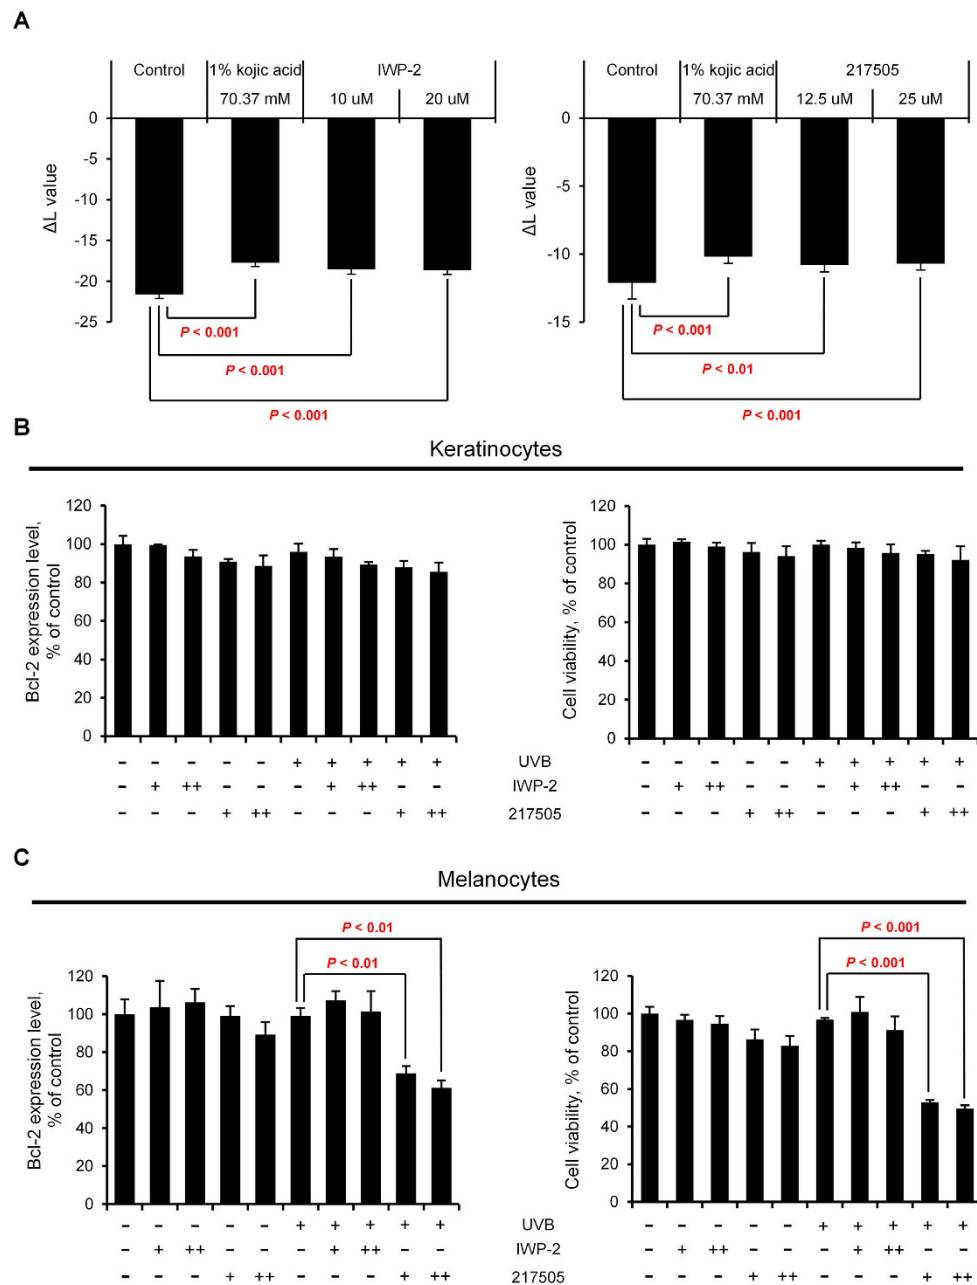 A
Control 1% kojic acid IWP-2
70.37 mM 10 uM 20 uM
0
-5
-10
-15
-20
-25
ΔL value
P < 0.001
P < 0.001
P < 0.001
Control 1% kojic acid 217505
70.37 mM 12.5 uM 25 uM
0
-5
-10
-15
ΔL value
P < 0.001
P < 0.01
P < 0.001
B
Keratinocytes
Bcl-2 expression level,
% of control
120
100
80
60
40
20
0
Cell viability, % of control
120
100
80
60
40
20
0
- - - - - + + + + + UVB - - - - - + + + + +
- + ++ - - - + ++ - - IWP-2 - + ++ - - - + ++ - -
- - - + ++ - - - + ++ 217505 - - - + ++ - - - + ++
C
Melanocytes
P < 0.01
P < 0.01
Bcl-2 expression level,
% of control
120
100
80
60
40
20
0
P < 0.001
P < 0.001
Cell viability, % of control
120
100
80
60
40
20
0
- - - - - + + + + + UVB - - - - - + + + + +
- + ++ - - - + ++ - - IWP-2 - + ++ - - - + ++ - -
- - - + ++ - - - + ++ 217505 - - - + ++ - - - + ++